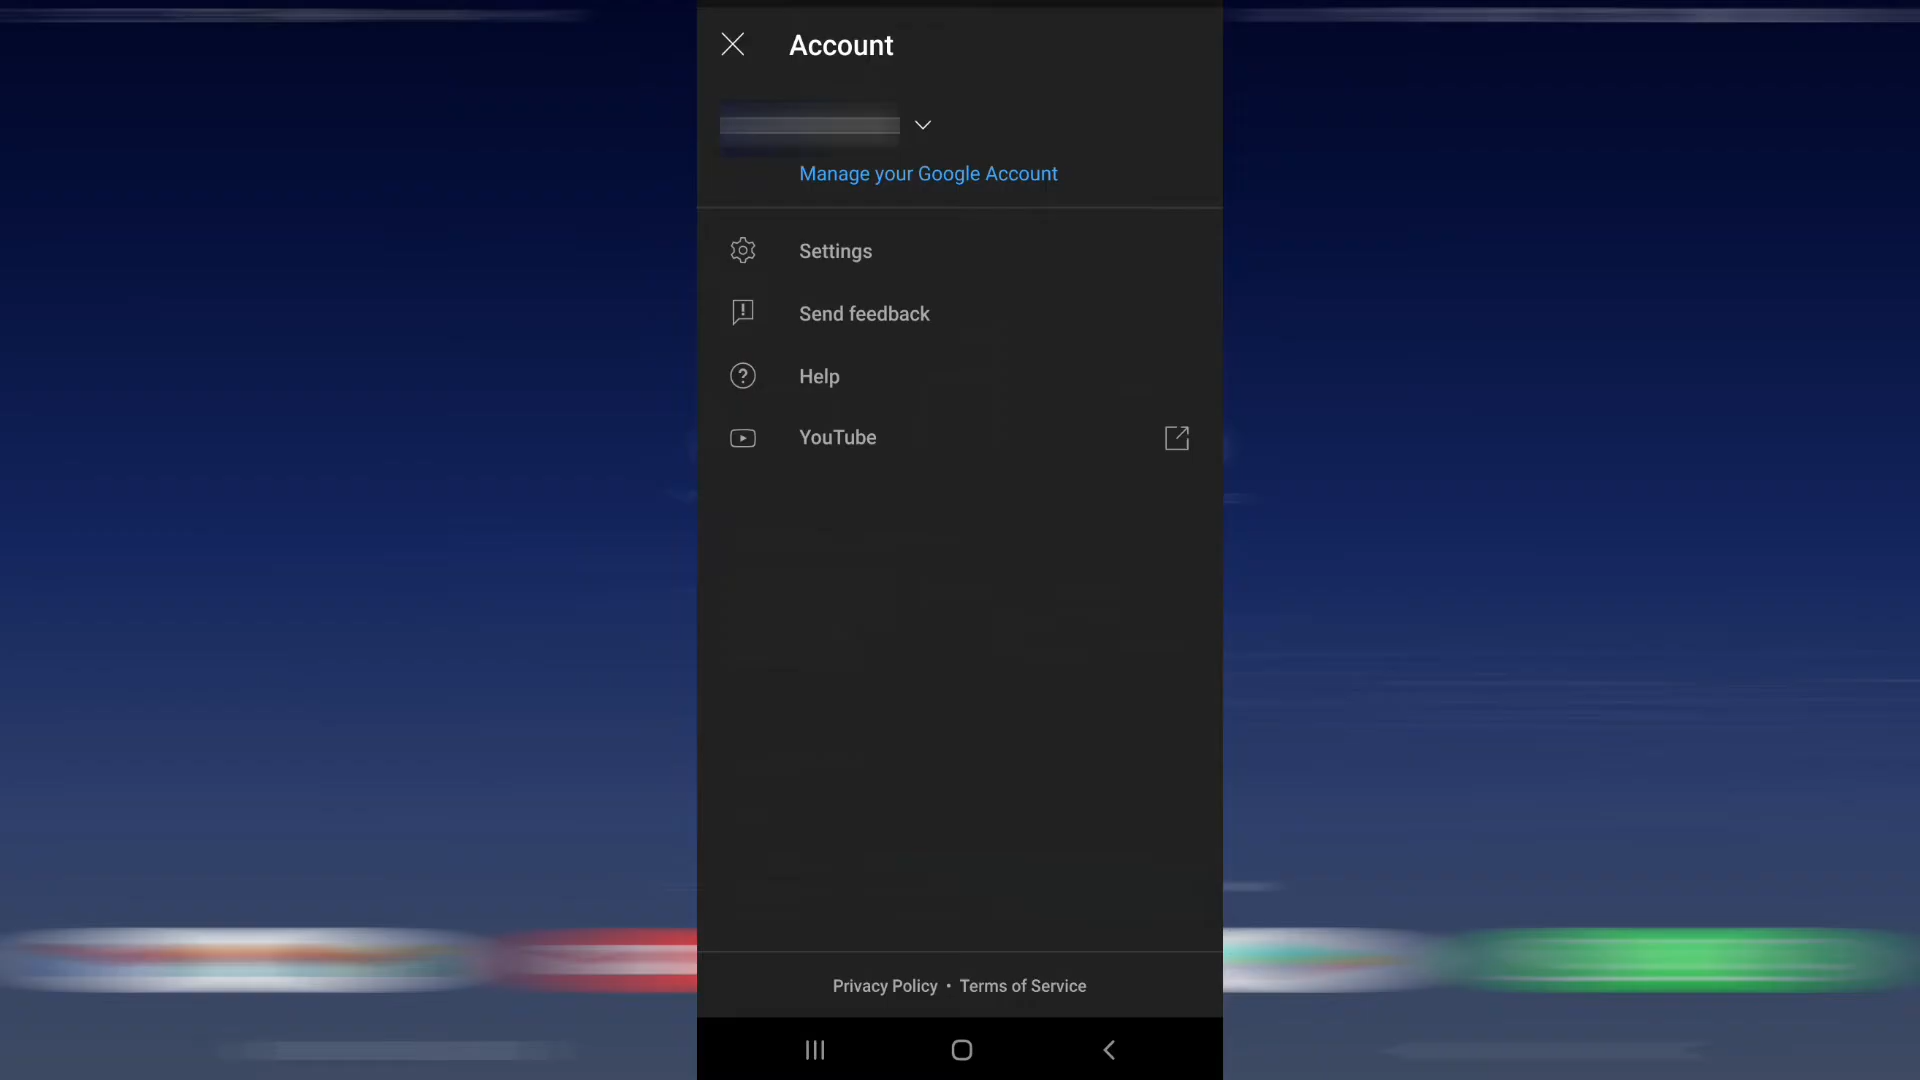 Account
Manage your Google Account
Settings
Send feedback
Help
YouTube
Privacy Policy • Terms of Service